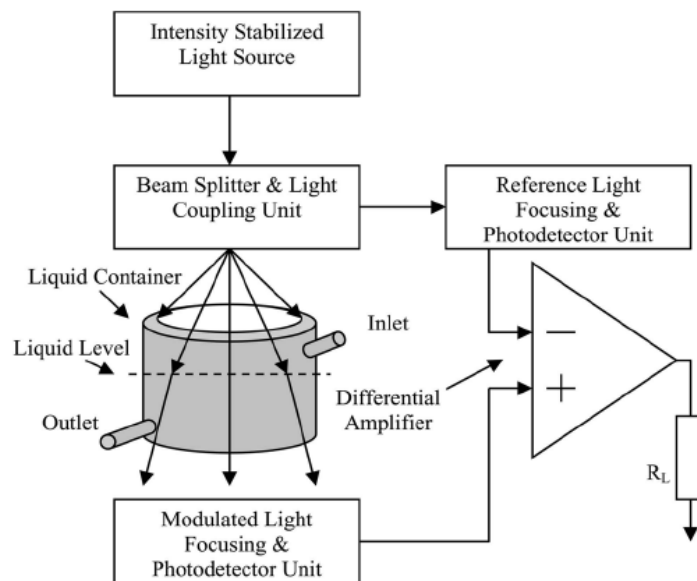 Intensity Stabilized
Light Source
Beam Splitter & Light
Coupling Unit
Reference Light
Focusing &
Photodetector Unit
Liquid Container
Inlet
Liquid Level
Differential
Amplifier
Outlet
−
+
R_L
Modulated Light
Focusing &
Photodetector Unit